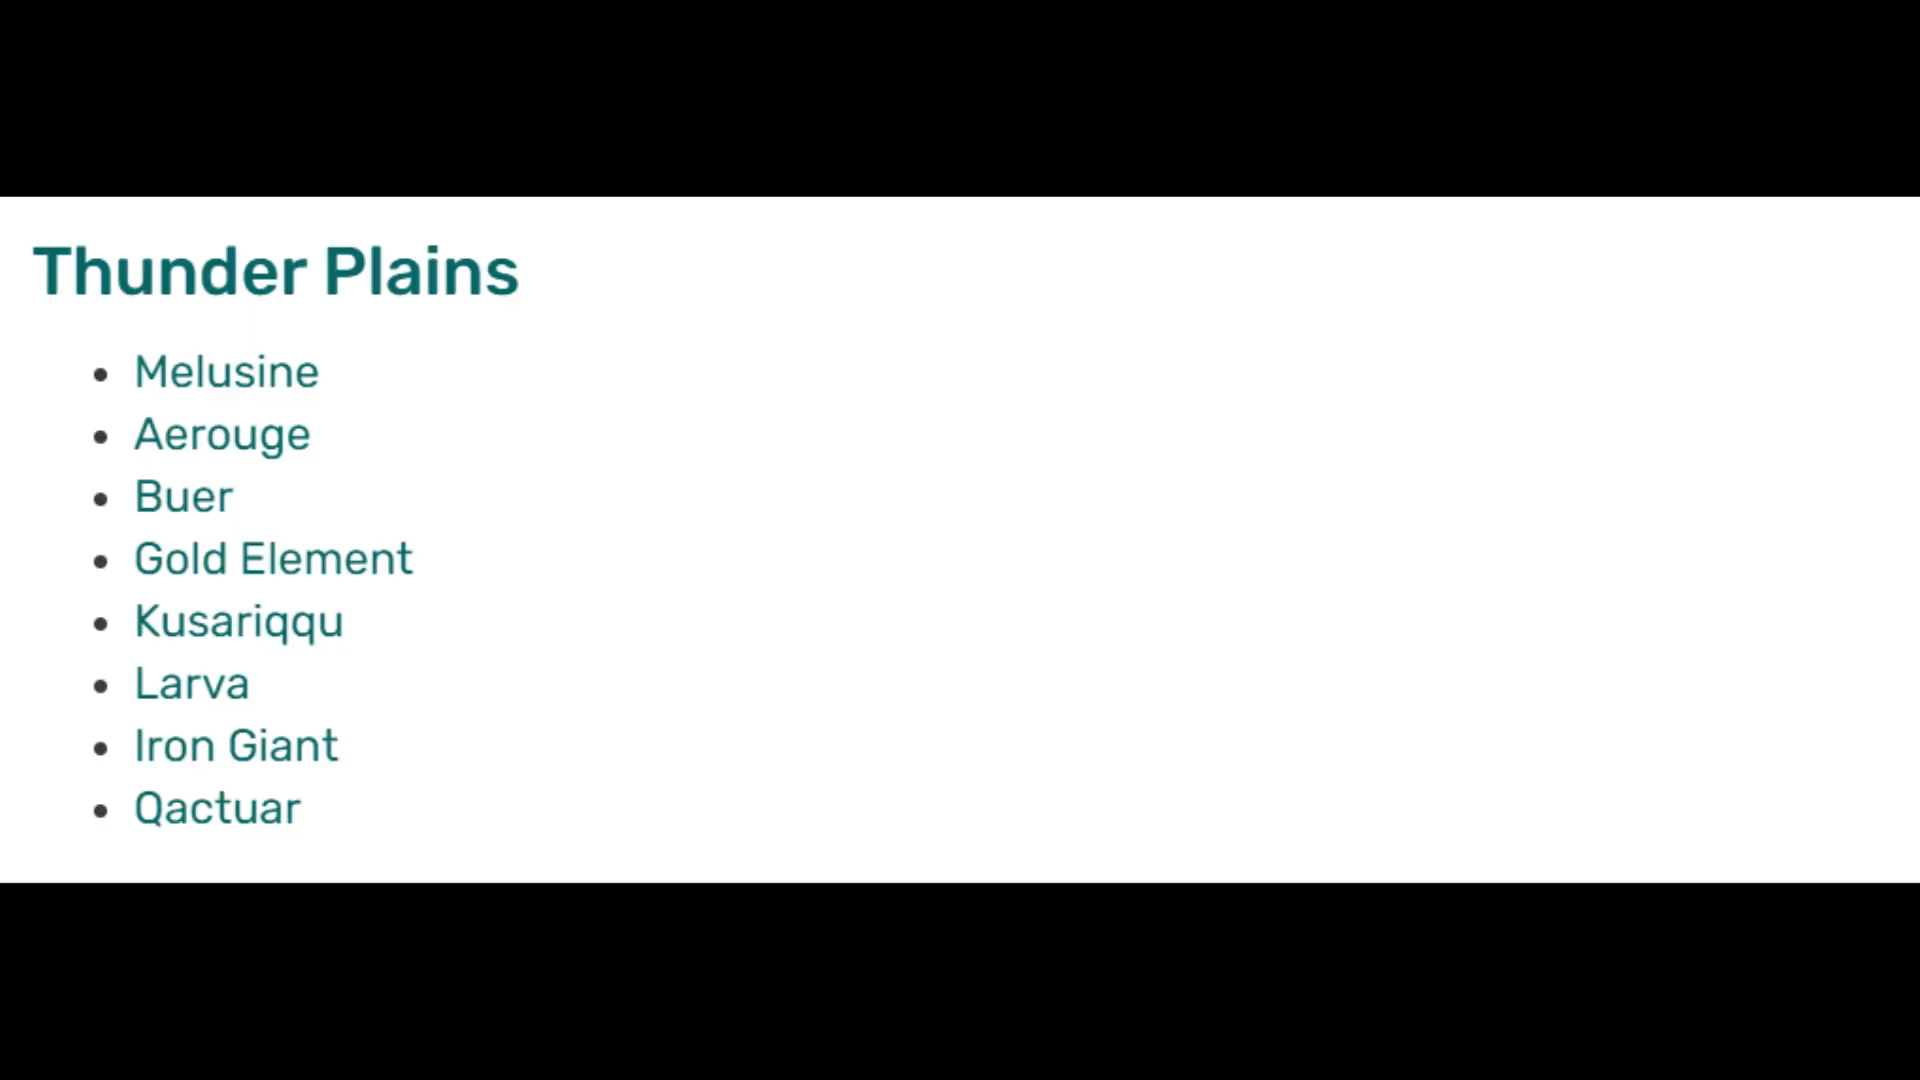 Thunder Plains
Melusine
Aerouge
Buer
Gold Element
Kusariqqu
Larva
Iron Giant
Qactuar